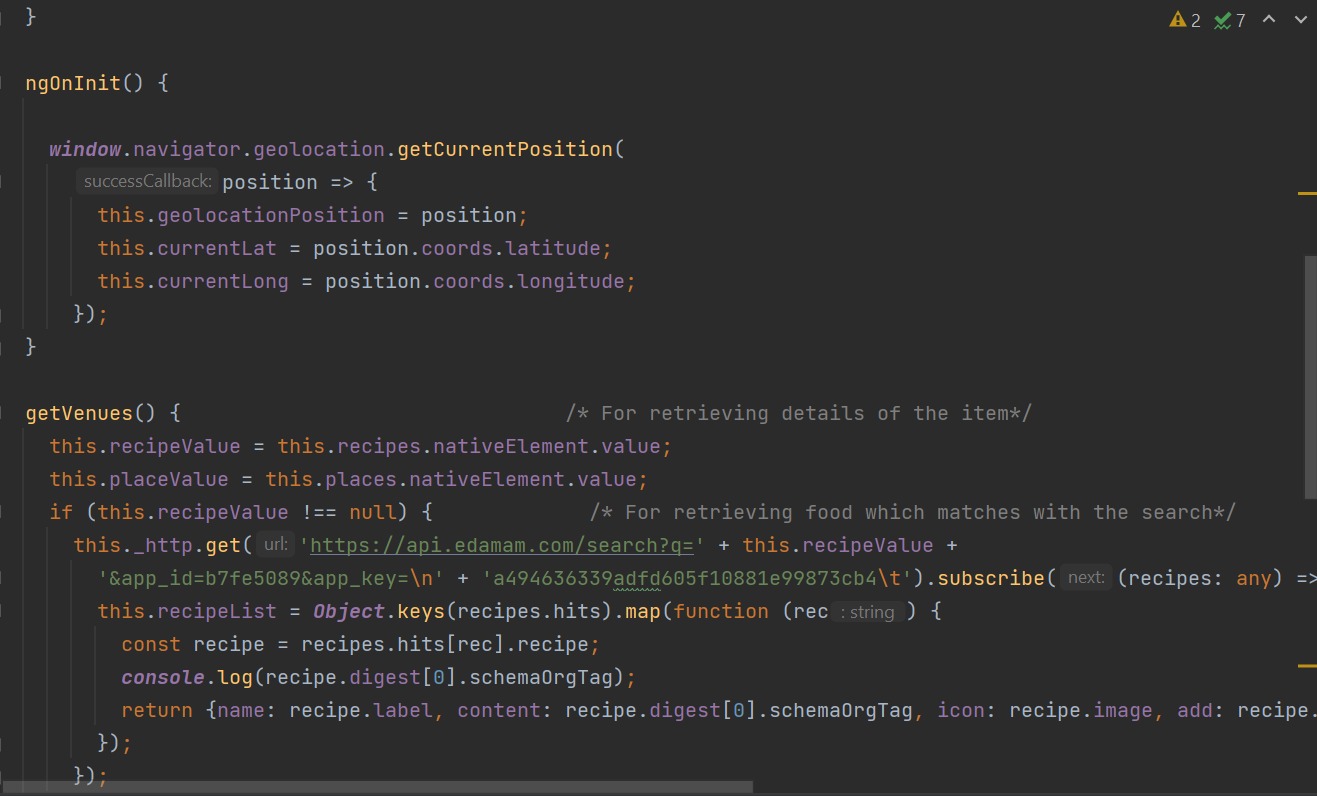 }
2 7
ngOnInit() {
window.navigator.geolocation.getCurrentPosition(
successCallback: position => {
this.geolocationPosition = position;
this.currentLat = position.coords.latitude;
this.currentLong = position.coords.longitude;
});
}
getVenues() { /* For retrieving details of the item*/
this.recipeValue = this.recipes.nativeElement.value;
this.placeValue = this.places.nativeElement.value;
if (this.recipeValue !== null) { /* For retrieving food which matches with the search*/
this._http.get( url: 'https://api.edamam.com/search?q=' + this.recipeValue +
'&app_id=b7fe5089&app_key=\n' + 'a494636339adfd605f10881e99873cb4\t').subscribe( next: (recipes: any) =>
this.recipeList = Object.keys(recipes.hits).map(function (rec : string ) {
const recipe = recipes.hits[rec].recipe;
console.log(recipe.digest[0].schemaOrgTag);
return {name: recipe.label, content: recipe.digest[0].schemaOrgTag, icon: recipe.image, add: recipe.
});
});